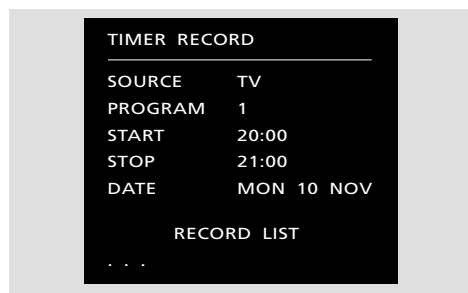 TIMER RECORD
SOURCE TV
PROGRAM 1
START 20:00
STOP 21:00
DATE MON 10 NOV
RECORD LIST
. . .